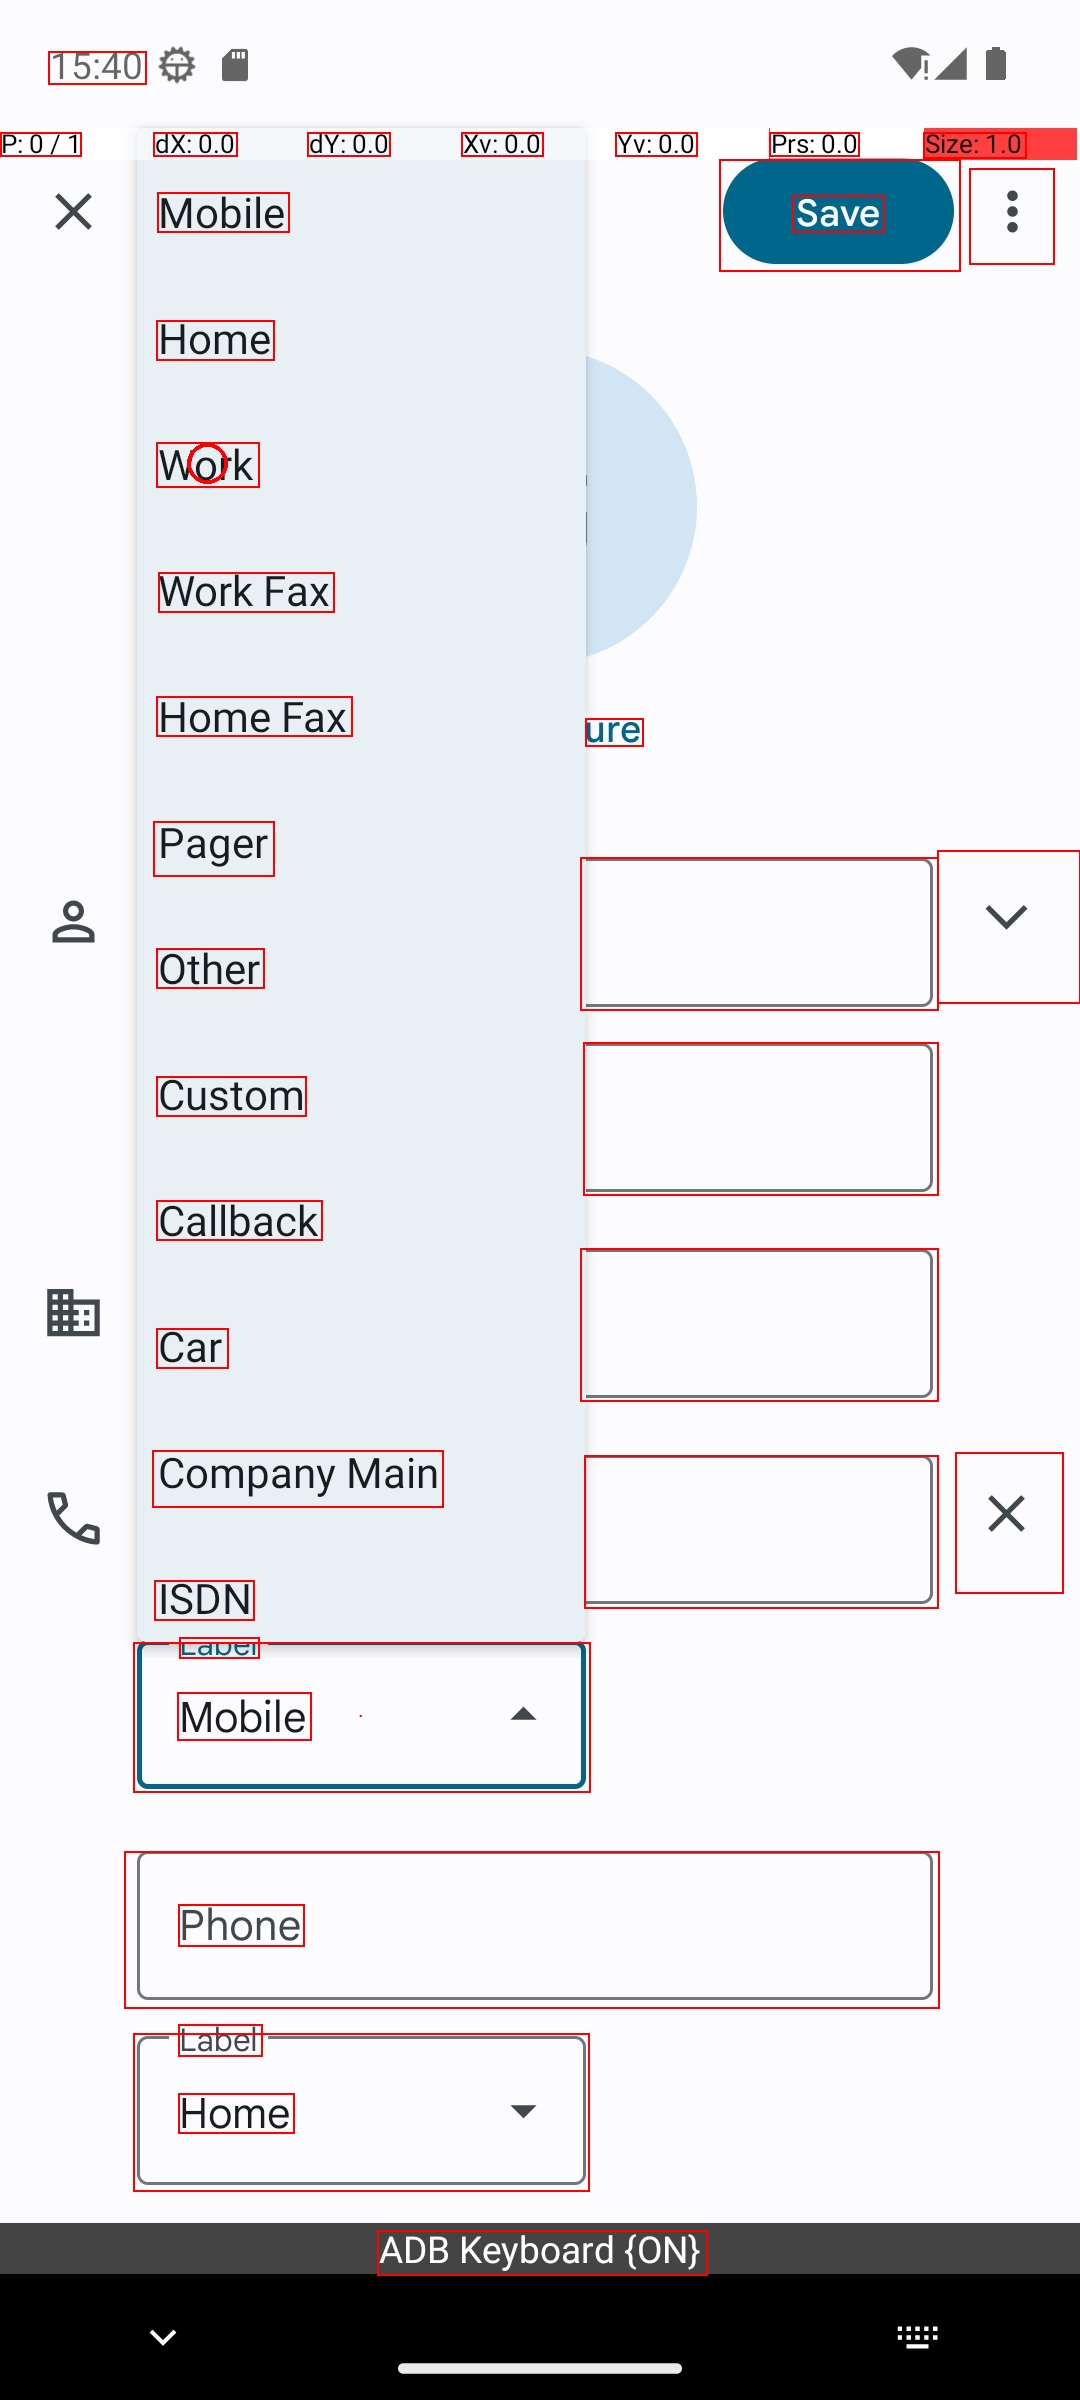 15:40
P: 0 / 1 dX: 0.0 dY: 0.0 Xv: 0.0 Yv: 0.0 Prs: 0.0 Size: 1.0
Mobile
Save
Home
Work
Work Fax
Home Fax
ure
Pager
Other
Custom
Callback
Car
Company Main
ISDN
Label
Mobile
Phone
Label
Home
ADB Keyboard {ON}